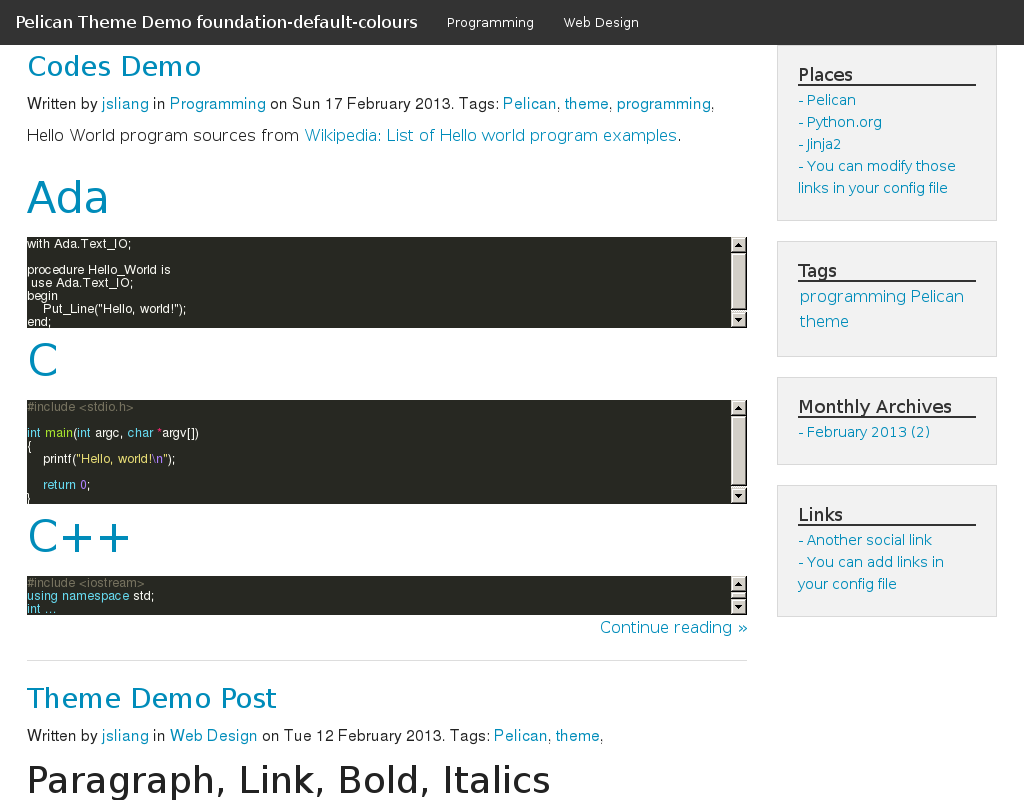 Pelican Theme Demo foundation-default-colours Programming Web Design
Codes Demo
Written by jsliang in Programming on Sun 17 February 2013. Tags: Pelican, theme, programming,
Hello World program sources from Wikipedia: List of Hello world program examples.
Ada
with Ada.Text_IO;
procedure Hello_World is
 use Ada.Text_IO;
begin
    Put_Line("Hello, world!");
end;
C
#include <stdio.h>
int main(int argc, char *argv[])
{
    printf("Hello, world!\n");
    return 0;
}
C++
#include <iostream>
using namespace std;
int ...
Continue reading »
Theme Demo Post
Written by jsliang in Web Design on Tue 12 February 2013. Tags: Pelican, theme,
Paragraph, Link, Bold, Italics
Places
- Pelican
- Python.org
- Jinja2
- You can modify those
links in your config file
Tags
programming Pelican
theme
Monthly Archives
- February 2013 (2)
Links
- Another social link
- You can add links in
your config file